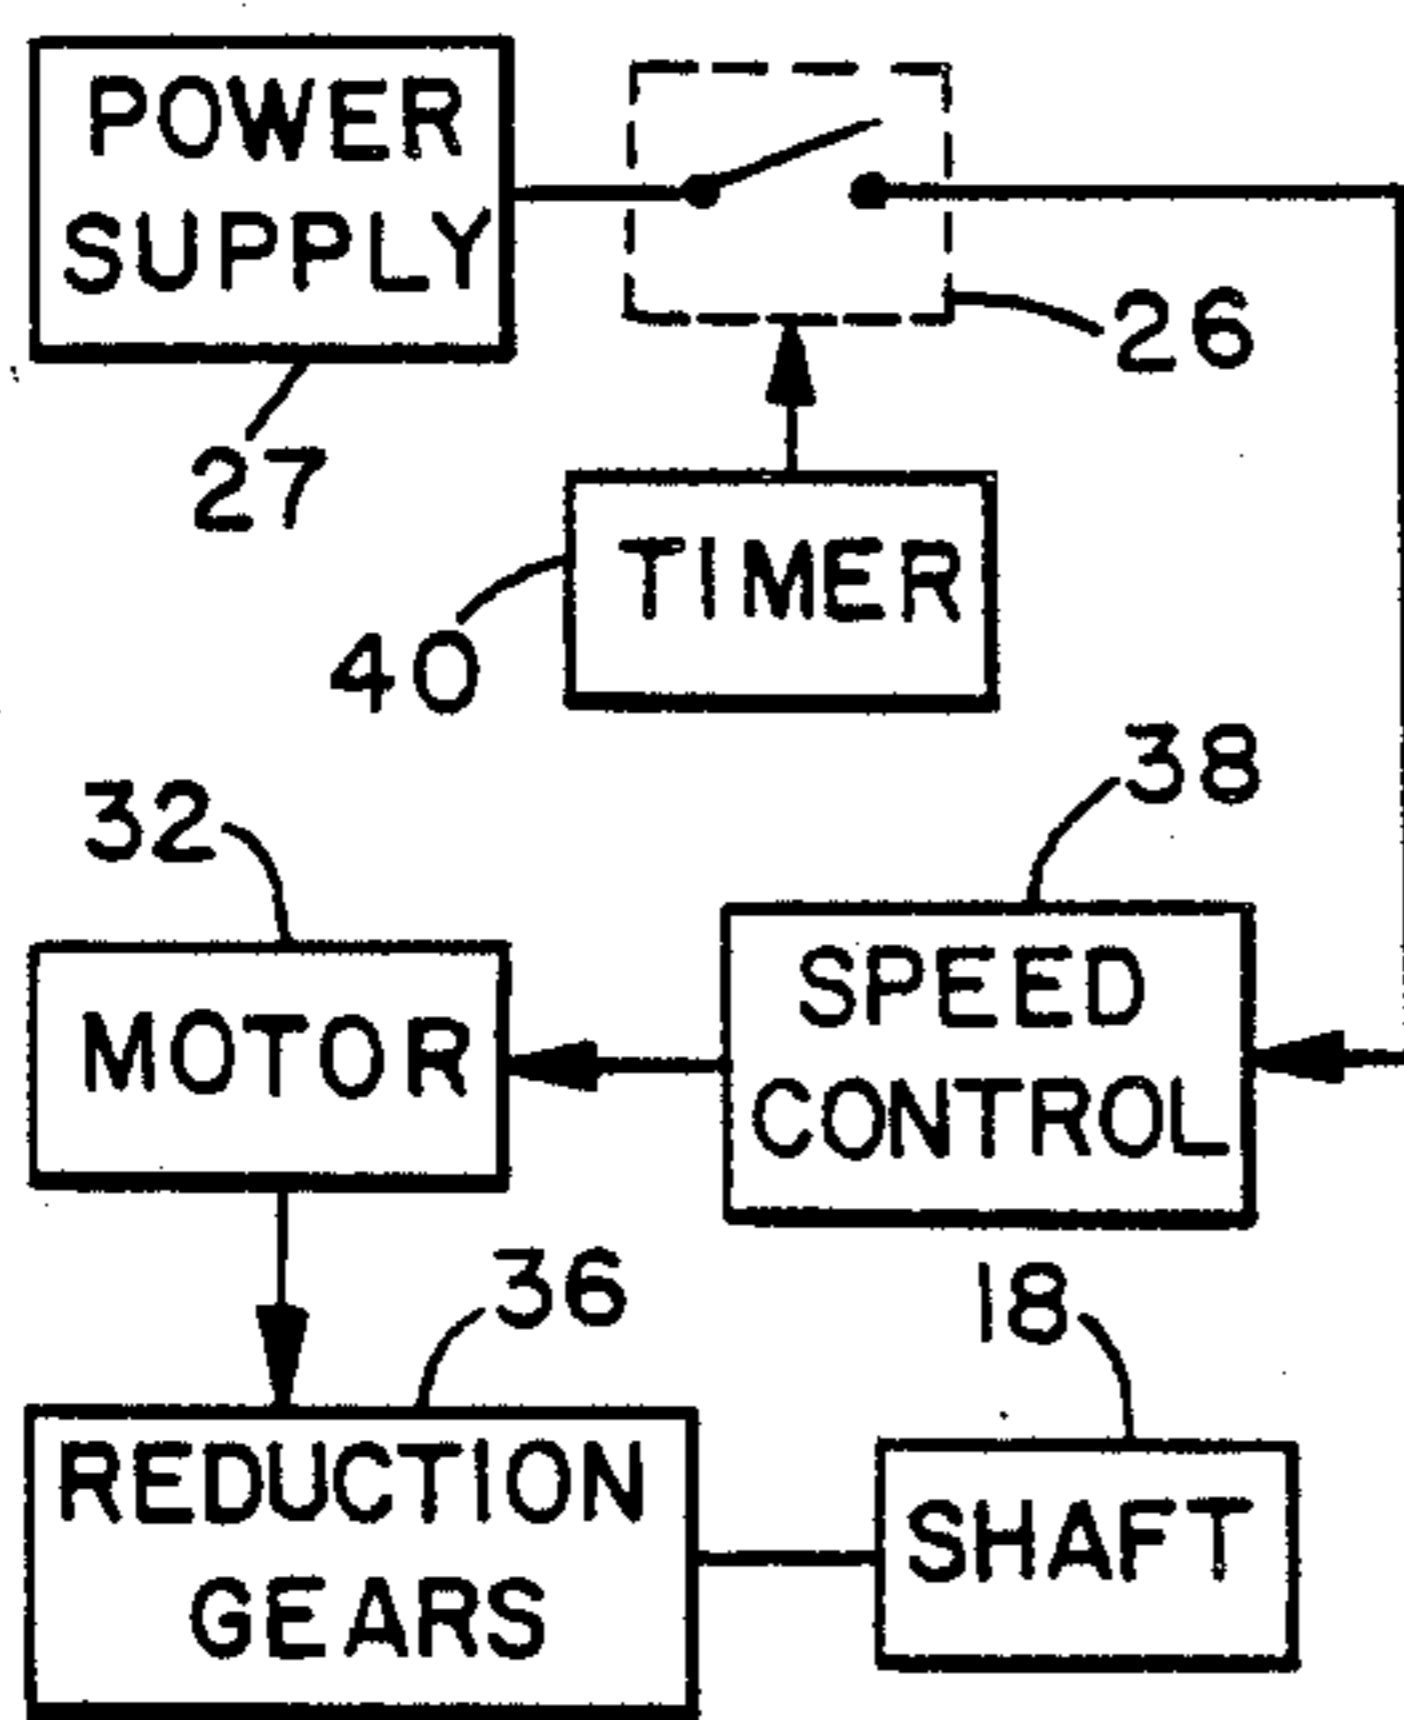 POWER
SUPPLY
26
27
TIMER
40
38
32
SPEED
CONTROL
MOTOR
36
18
REDUCTION
GEARS
SHAFT